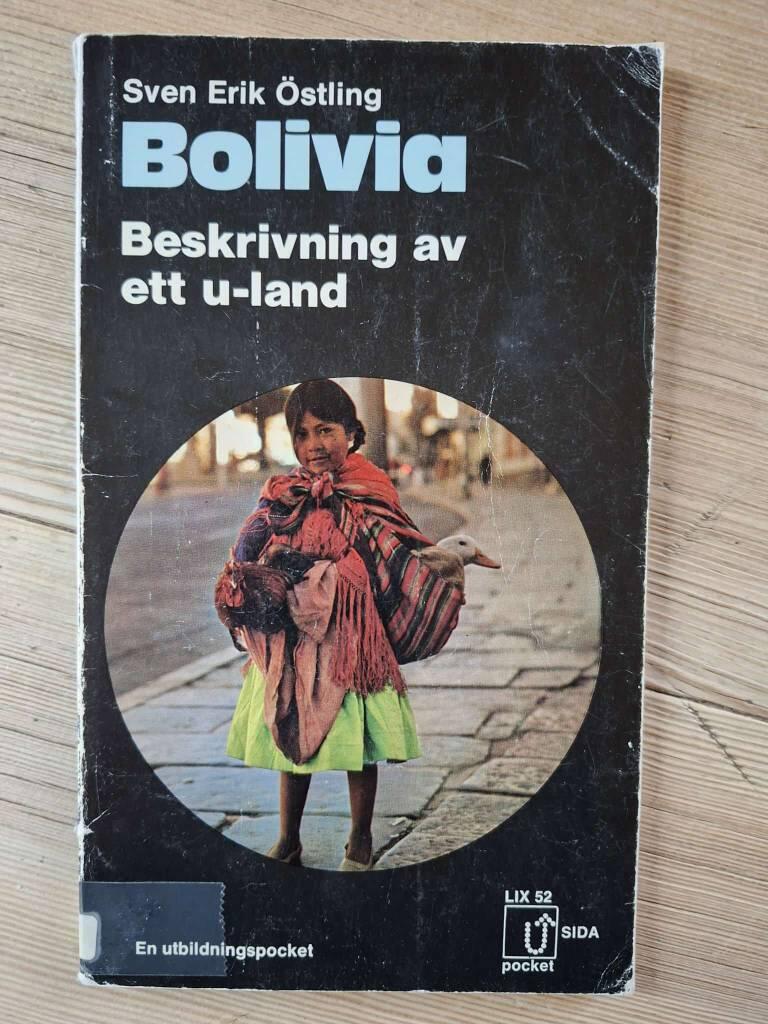 Sven Erik Östling
Bolivia
Beskrivning av
ett u-land
En utbildningspocket
LIX 52
SIDA
pocket